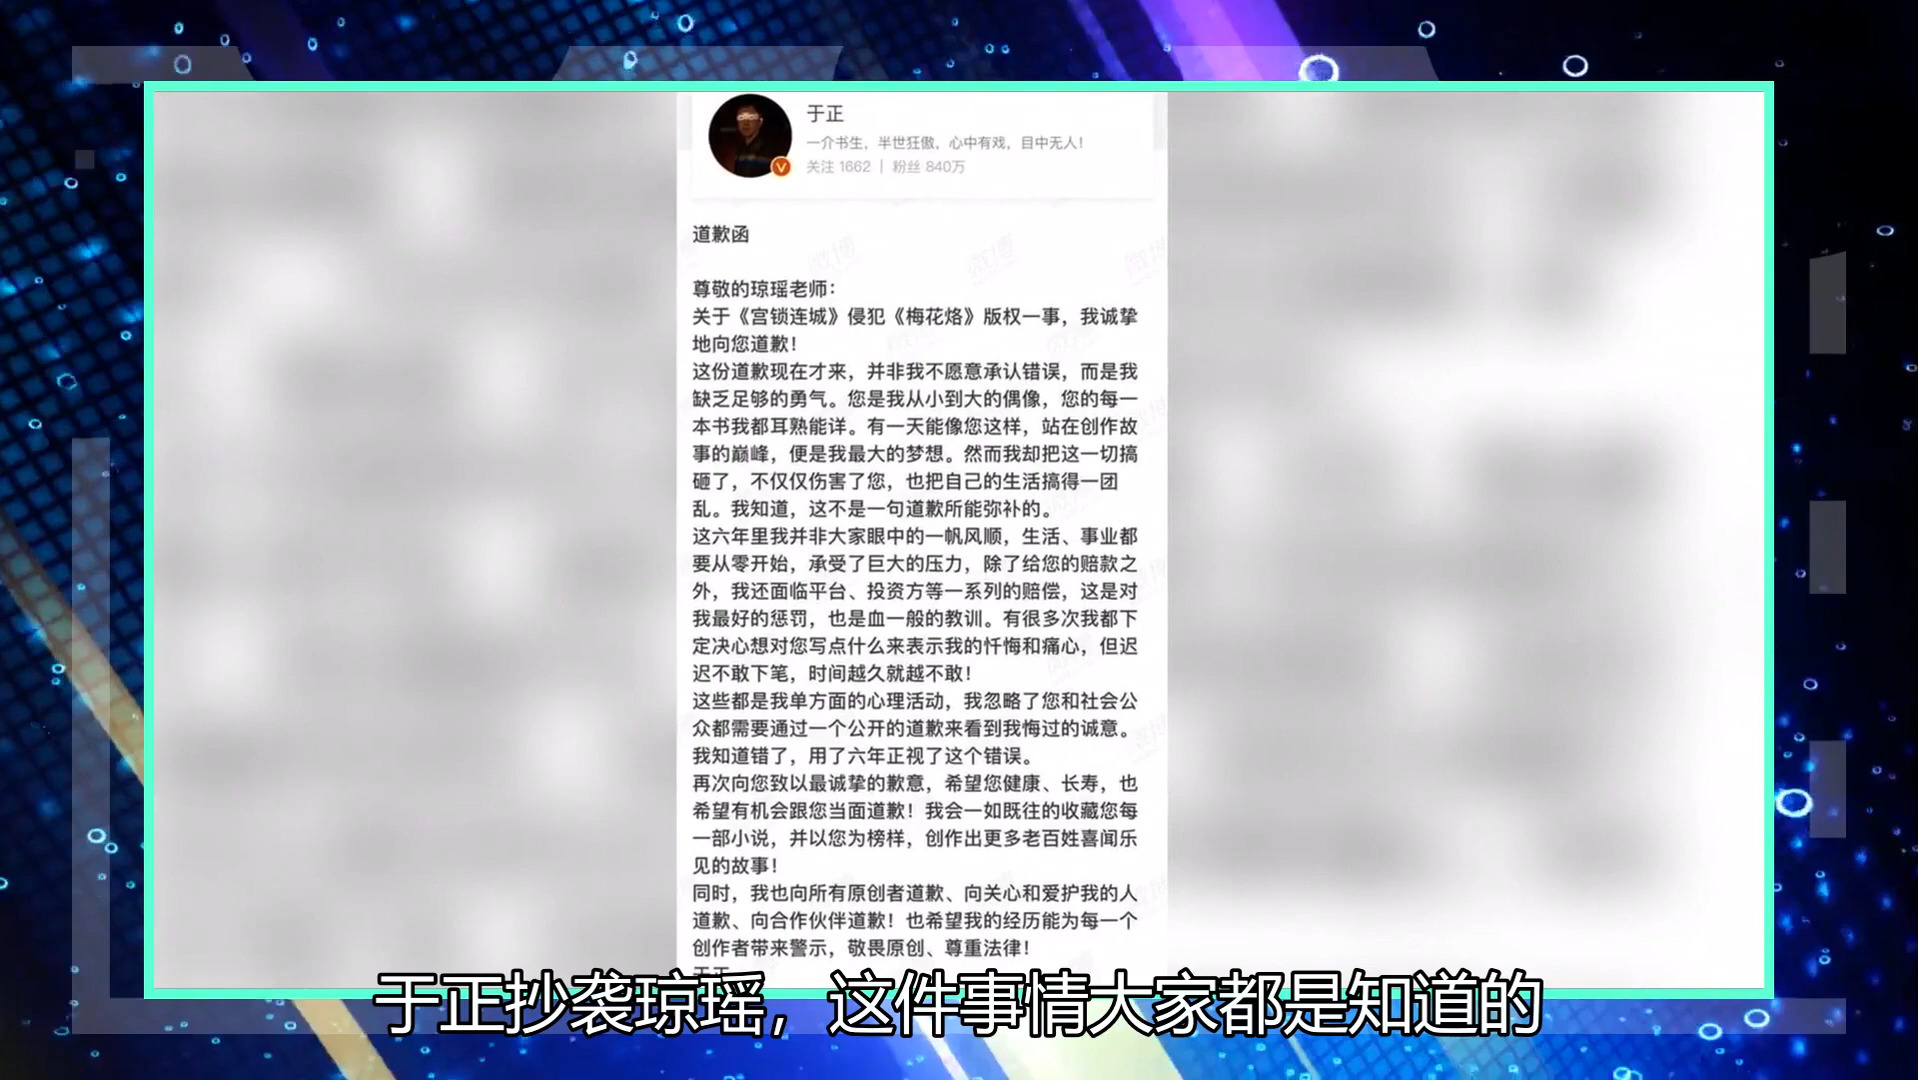 于正
一介书生，半世狂傲，心中有戏，目中无人！
关注 1662 | 粉丝 840万
道歉函
尊敬的琼瑶老师：
关于《宫锁连城》侵犯《梅花烙》版权一事，我诚挚
地向您道歉！
这份道歉现在才来，并非我不愿意承认错误，而是我
缺乏足够的勇气。您是我从小到大的偶像，您的每一
本书我都耳熟能详。有一天能像您这样，站在创作故
事的巅峰，便是我最大的梦想。然而我却把这一切搞
砸了，不仅仅伤害了您，也把自己的生活搞得一团
乱。我知道，这不是一句道歉所能弥补的。
这六年里我并非大家眼中的一帆风顺，生活、事业都
要从零开始，承受了巨大的压力，除了给您的赔款之
外，我还面临平台、投资方等一系列的赔偿，这是对
我最好的惩罚，也是血一般的教训。有很多次我都下
定决心想对您写点什么来表示我的忏悔和痛心，但迟
迟不敢下笔，时间越久就越不敢！
这些都是我单方面的心理活动，我忽略了您和社会公
众都需要通过一个公开的道歉来看到我悔过的诚意。
我知道错了，用了六年正视了这个错误。
再次向您致以最诚挚的歉意，希望您健康、长寿，也
希望有机会跟您当面道歉！我会一如既往的收藏您每
一部小说，并以您为榜样，创作出更多老百姓喜闻乐
见的故事！
同时，我也向所有原创者道歉、向关心和爱护我的人
道歉、向合作伙伴道歉！也希望我的经历能为每一个
创作者带来警示，敬畏原创、尊重法律！
于正抄袭琼瑶，这件事情大家都是知道的